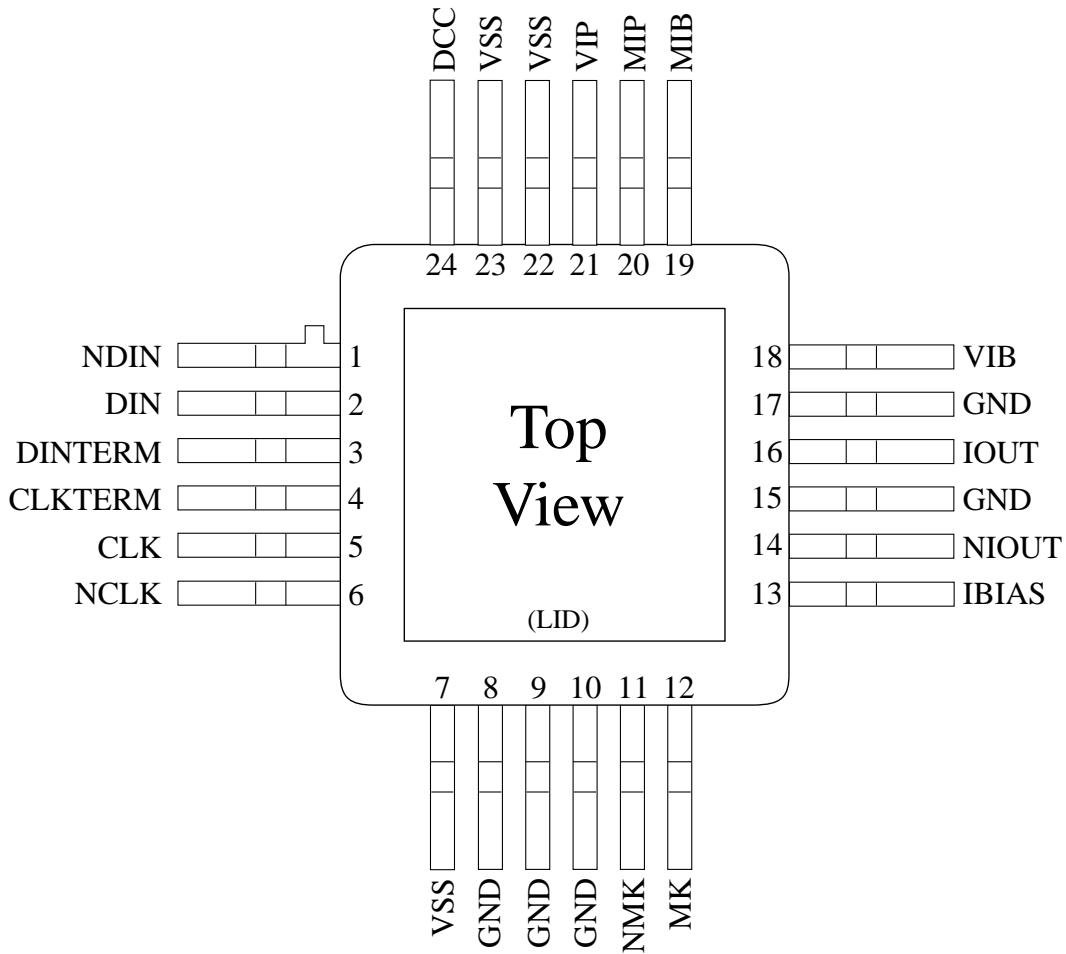 DCC VSS VSS VIP MIP MIB
24 23 22 21 20 19
NDIN 1 18 VIB
DIN 2 17 GND
DINTERM 3 16 IOUT
CLKTERM 4 15 GND
CLK 5 14 NIOUT
NCLK 6 13 IBIAS
Top
View
(LID)
7 8 9 10 11 12
VSS GND GND GND NMK MK